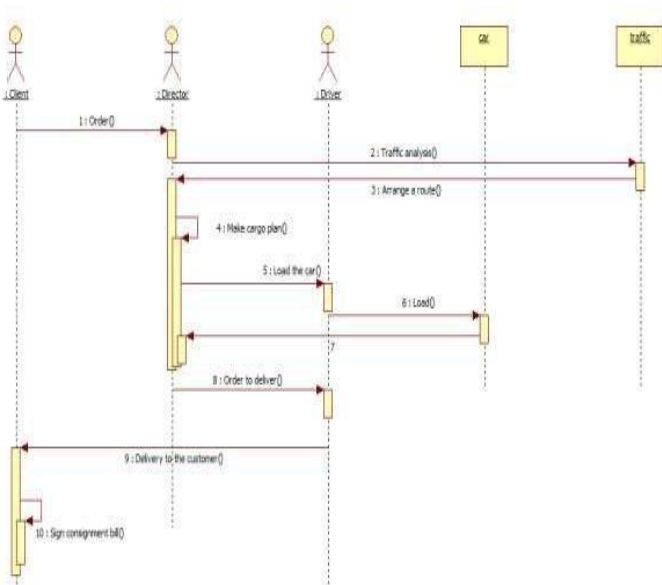 : Client
: Director
: Driver
car
traffic
1 : Order()
2 : Traffic analysis()
3 : Arrange a route()
4 : Make cargo plan()
5 : Load the car()
6 : Load()
7
8 : Order to deliver()
9 : Delivery to the customer()
10 : Sign consignment bill()